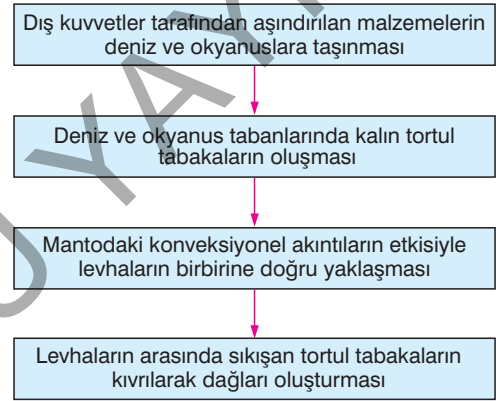 Dış kuvvetler tarafından aşındırılan malzemelerin
deniz ve okyanuslara taşınması
Deniz ve okyanus tabanlarında kalın tortul
tabakaların oluşması
Mantodaki konveksiyonel akıntıların etkisiyle
levhaların birbirine doğru yaklaşması
Levhaların arasında sıkışan tortul tabakaların
kıvrılarak dağları oluşturması